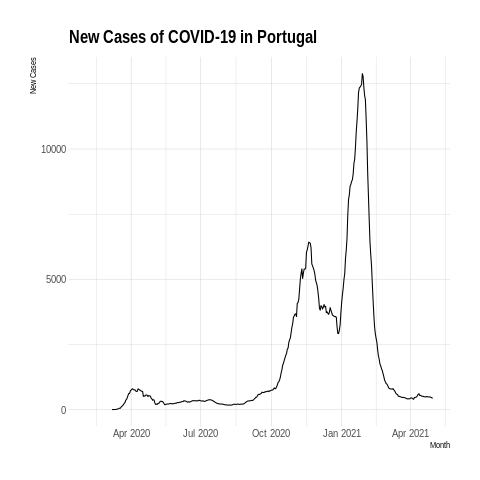 New Cases of COVID-19 in Portugal
New Cases
10000
5000
0
Apr 2020 Jul 2020 Oct 2020 Jan 2021 Apr 2021
Month